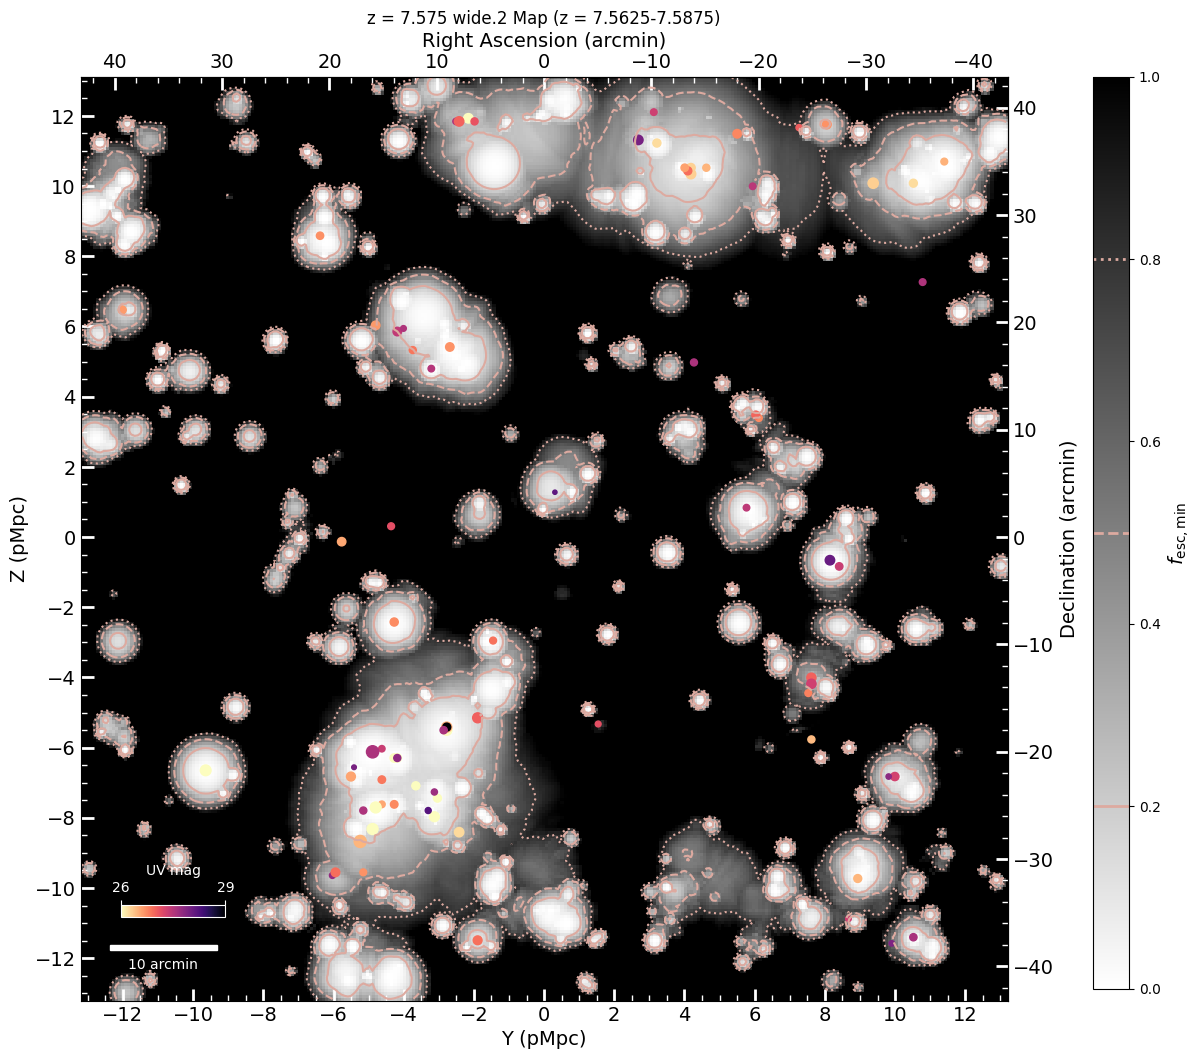 z = 7.575 wide.2 Map (z = 7.5625-7.5875)
Right Ascension (arcmin)
40 30 20 10 0 −10 −20 −30 −40
12
10
8
6
4
2
0
−2
−4
−6
−8
−10
−12
Z (pMpc)
40
30
20
10
0
−10
−20
−30
−40
Declination (arcmin)
UV mag
26 29
10 arcmin
−12 −10 −8 −6 −4 −2 0 2 4 6 8 10 12
Y (pMpc)
1.0
0.8
0.6
0.4
0.2
0.0
fesc,min